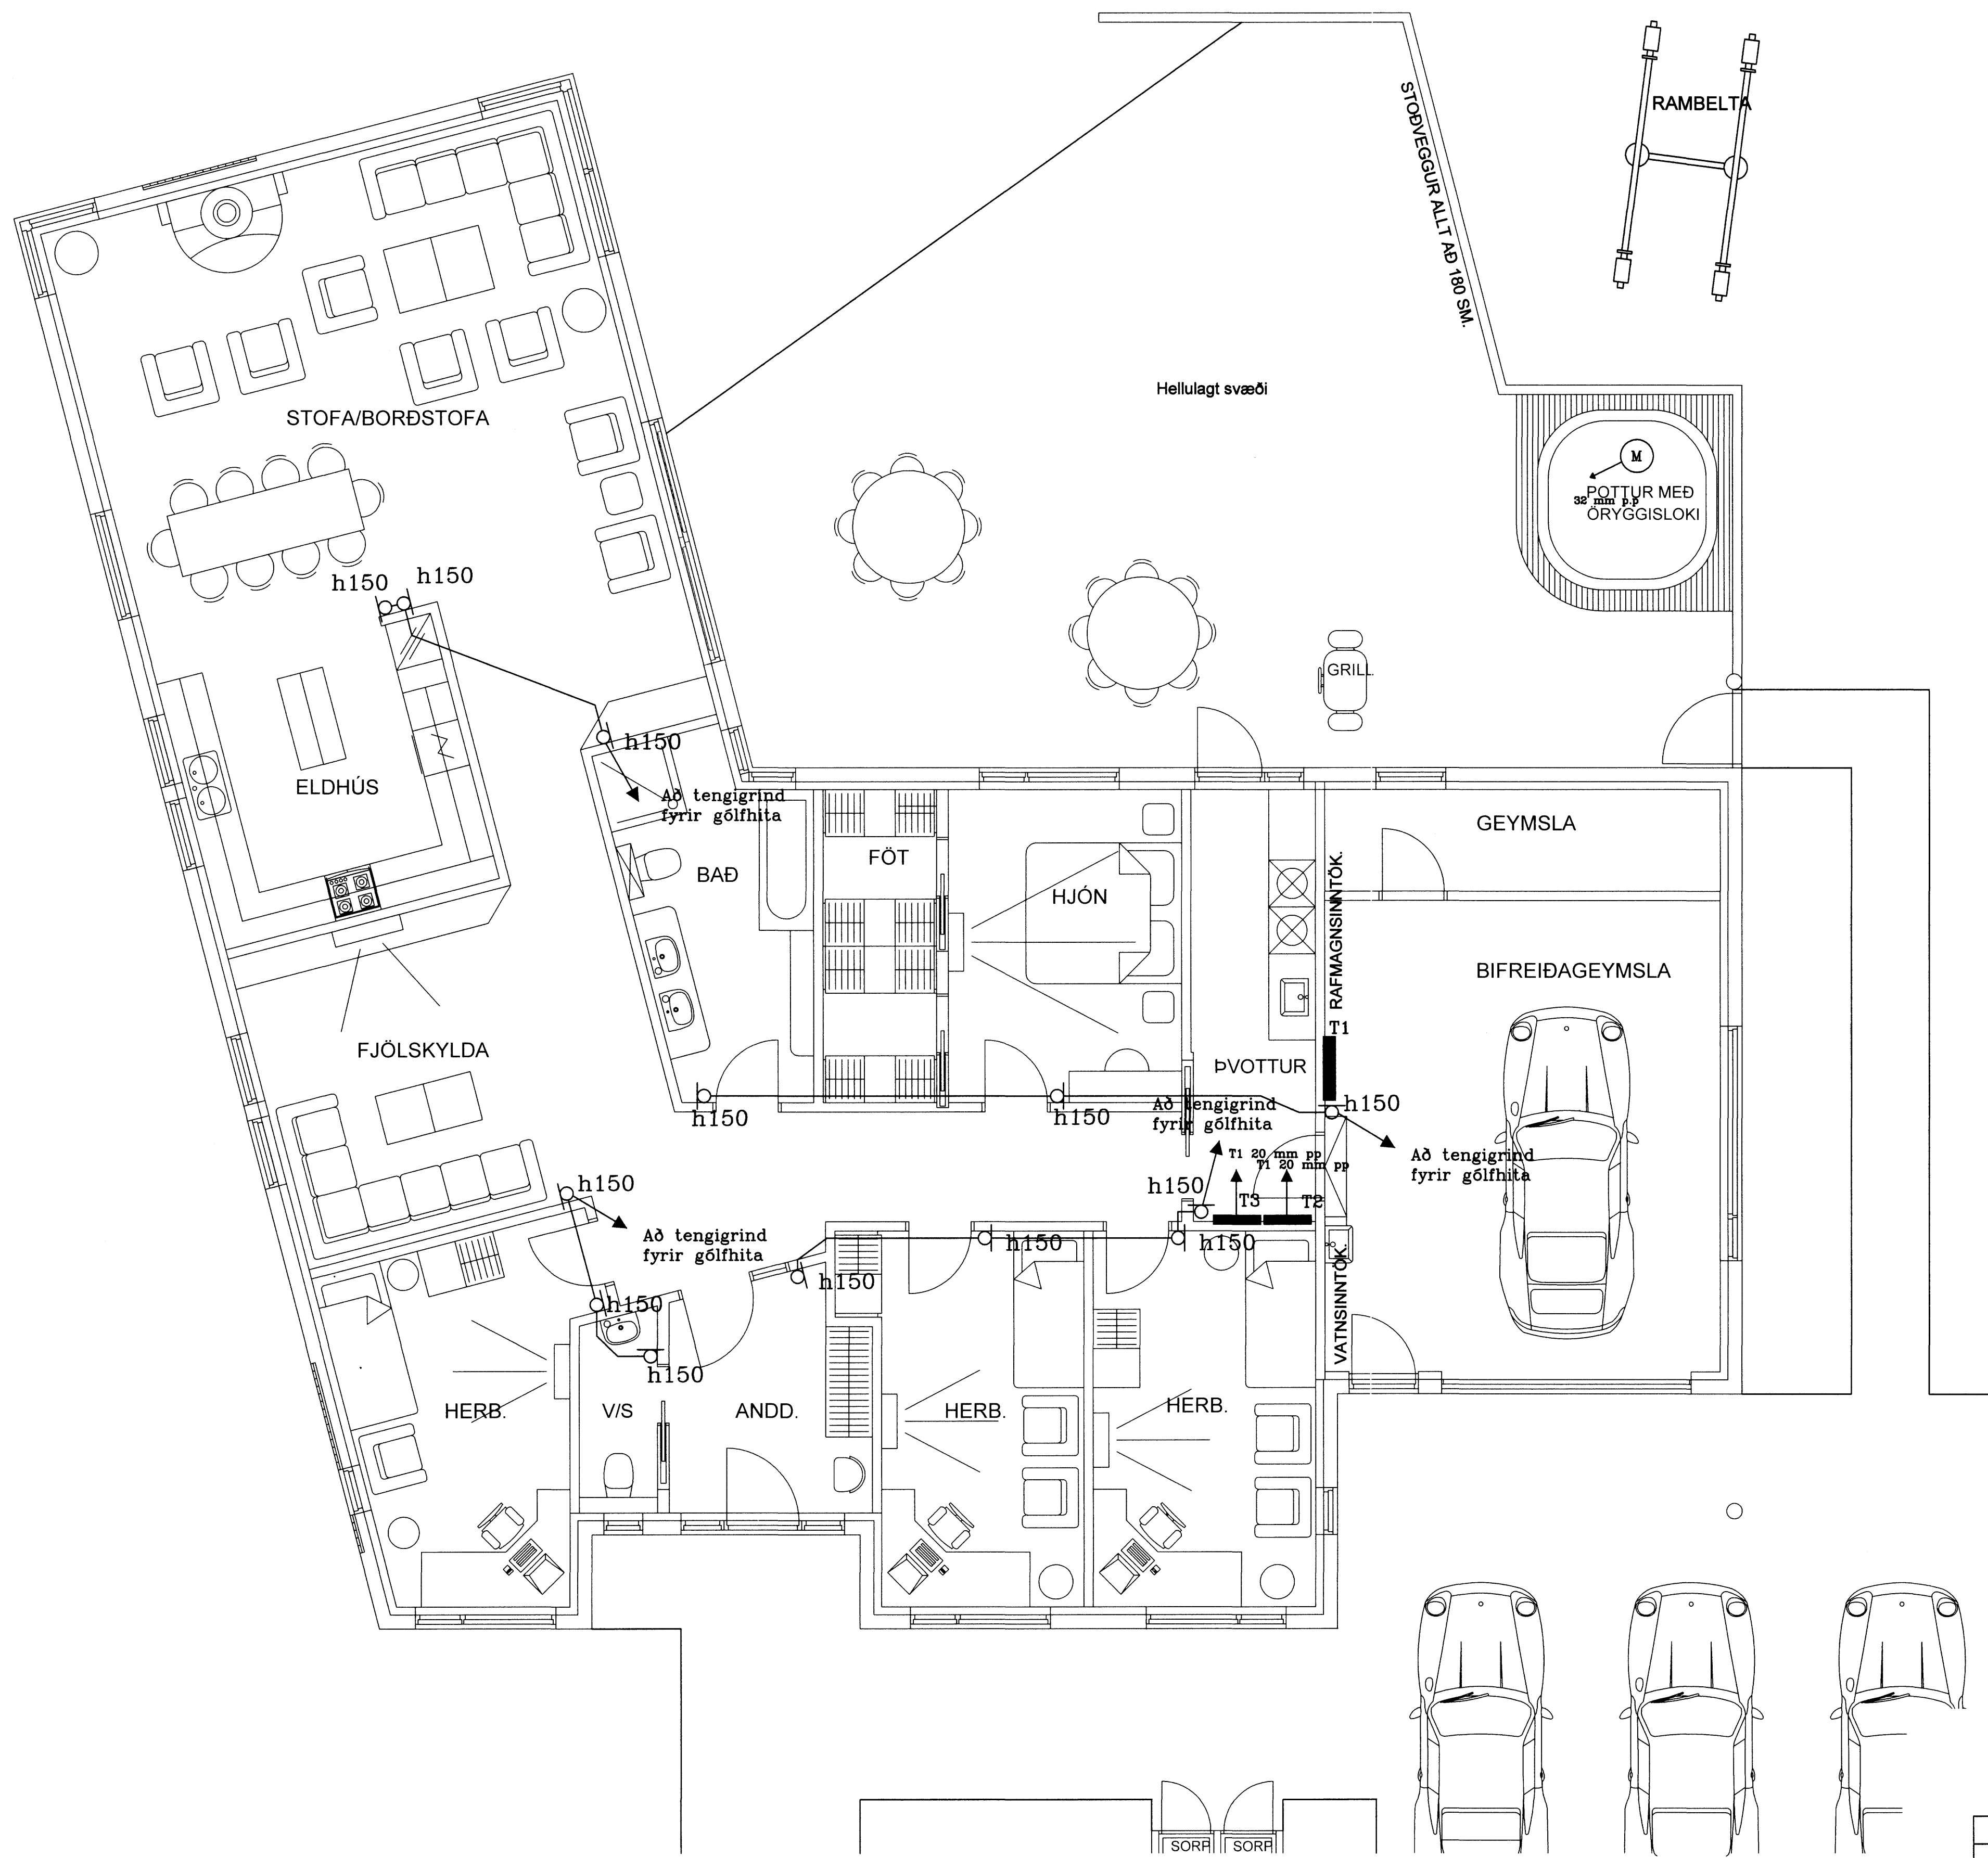 RAMBELTA
STOÐVEGGUR ALLT AÐ 180 SM.
Hellulagt svæði
STOFA/BORÐSTOFA
M
POTTUR MEÐ
32 mm p.p
ÖRYGGISLOKI
h150
h150
GRILL.
h150
ELDHÚS
Að tengigrind
fyrir gólfhita
GEYMSLA
FÖT
BAÐ
HJÓN
RAFMAGNSINNTÖK.
BIFREIÐAGEYMSLA
T1
FJÖLSKYLDA
ÞVOTTUR
h150
h150
h150
Að tengigrind
fyrir gólfhita
Að tengigrind
fyrir gólfhita
T1 20 mm pp
T1 20 mm pp
h150
h150
T3
T2
Að tengigrind
fyrir gólfhita
h150
h150
h150
h150
VATNSINNTÖK.
h150
HERB.
V/S
ANDD.
HERB.
HERB.
SORP
SORP